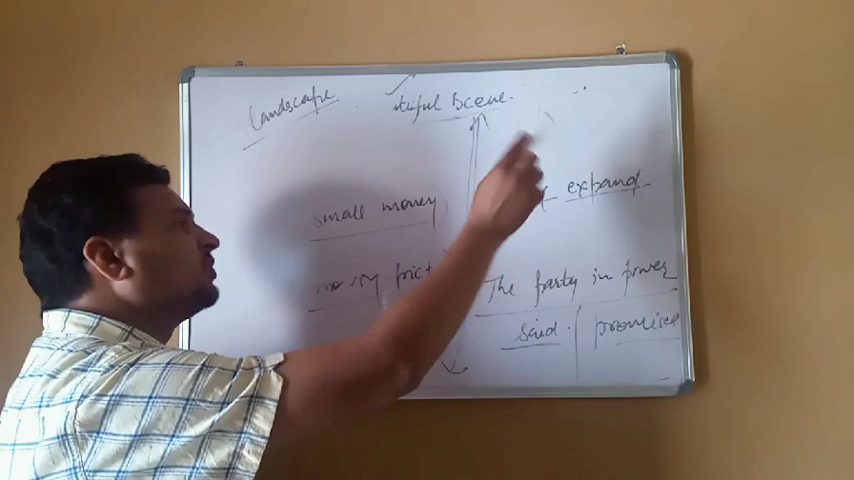 landscape
tiful Scene.
expand
small money
The party in power
said. promised